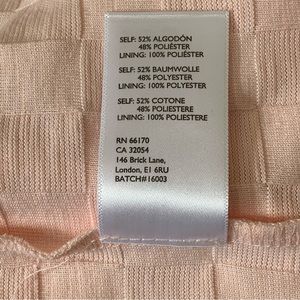 SELF: 52% ALGODÓN
48% POLIÉSTER
LINING: 100% POLIÉSTER
SELF: 52% BAUMWOLLE
48% POLYESTER
LINING: 100% POLYESTER
SELF: 52% COTONE
48% POLIESTERE
LINING: 100% POLIESTERE
RN 66170
CA 32054
146 Brick Lane,
London, E1 6RU
BATCH#16003